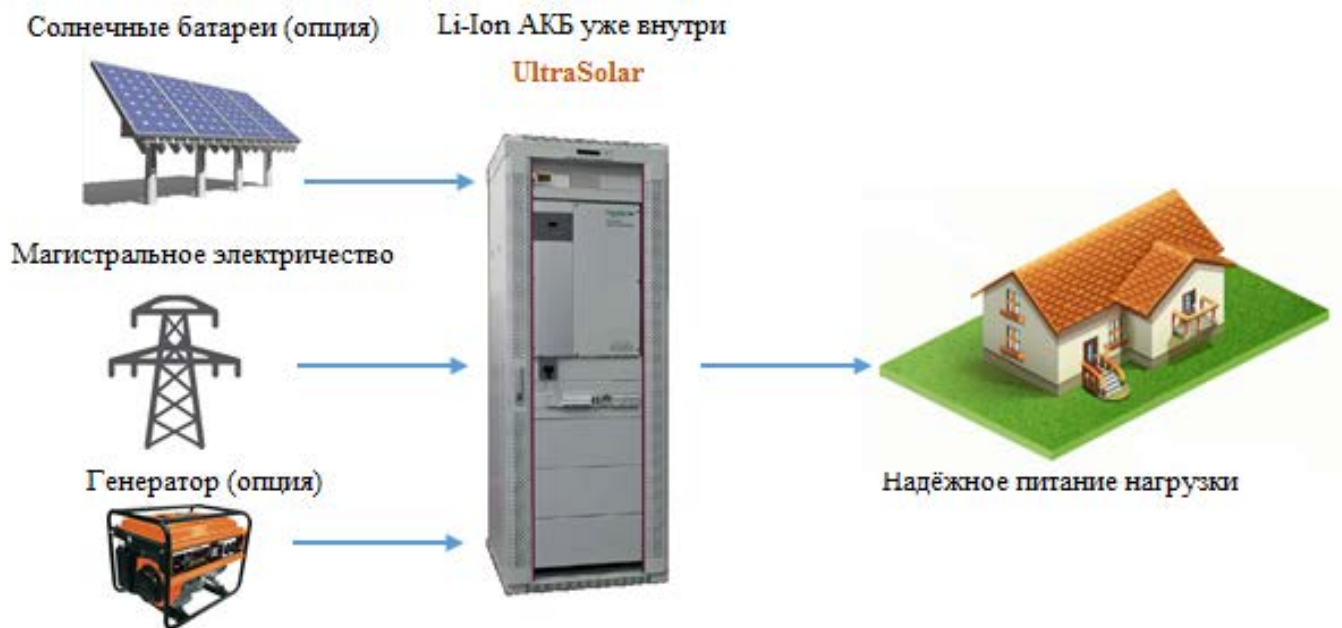 Солнечные батареи (опция)
Li-Ion АКБ уже внутри
UltraSolar
Магистральное электричество
Генератор (опция)
Надёжное питание нагрузки